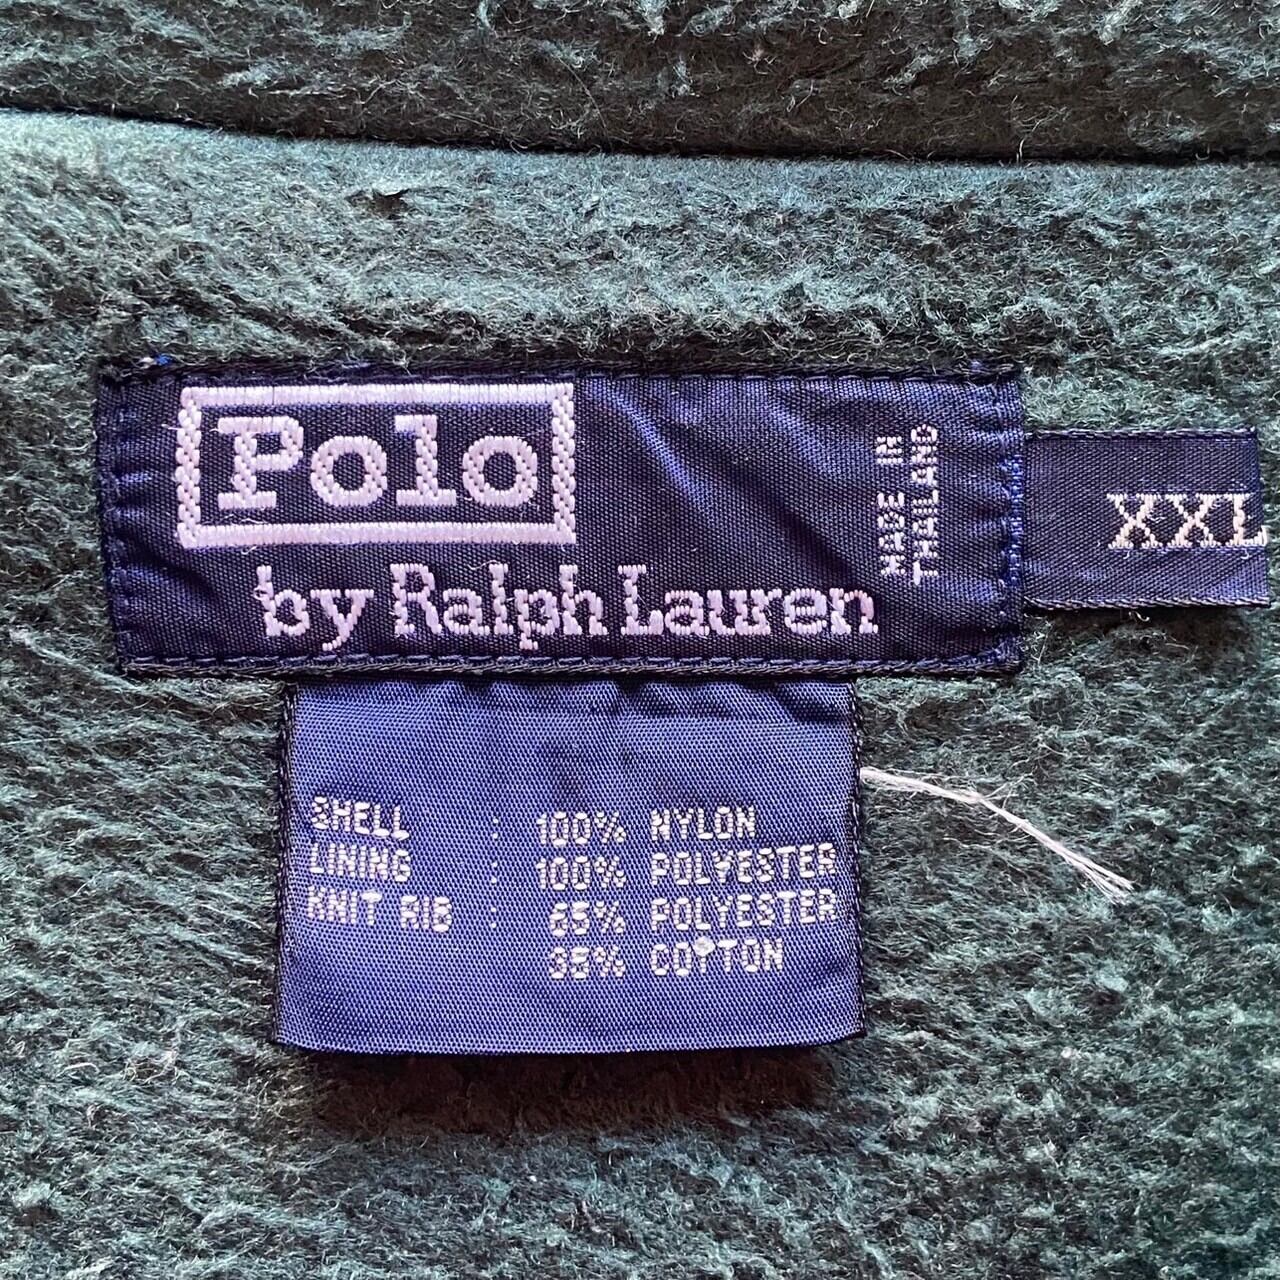 Polo
by Ralph Lauren
MADE IN
THAILAND
XXL
SHELL : 100% NYLON
LINING : 100% POLYESTER
KNIT RIB : 65% POLYESTER
35% COTTON